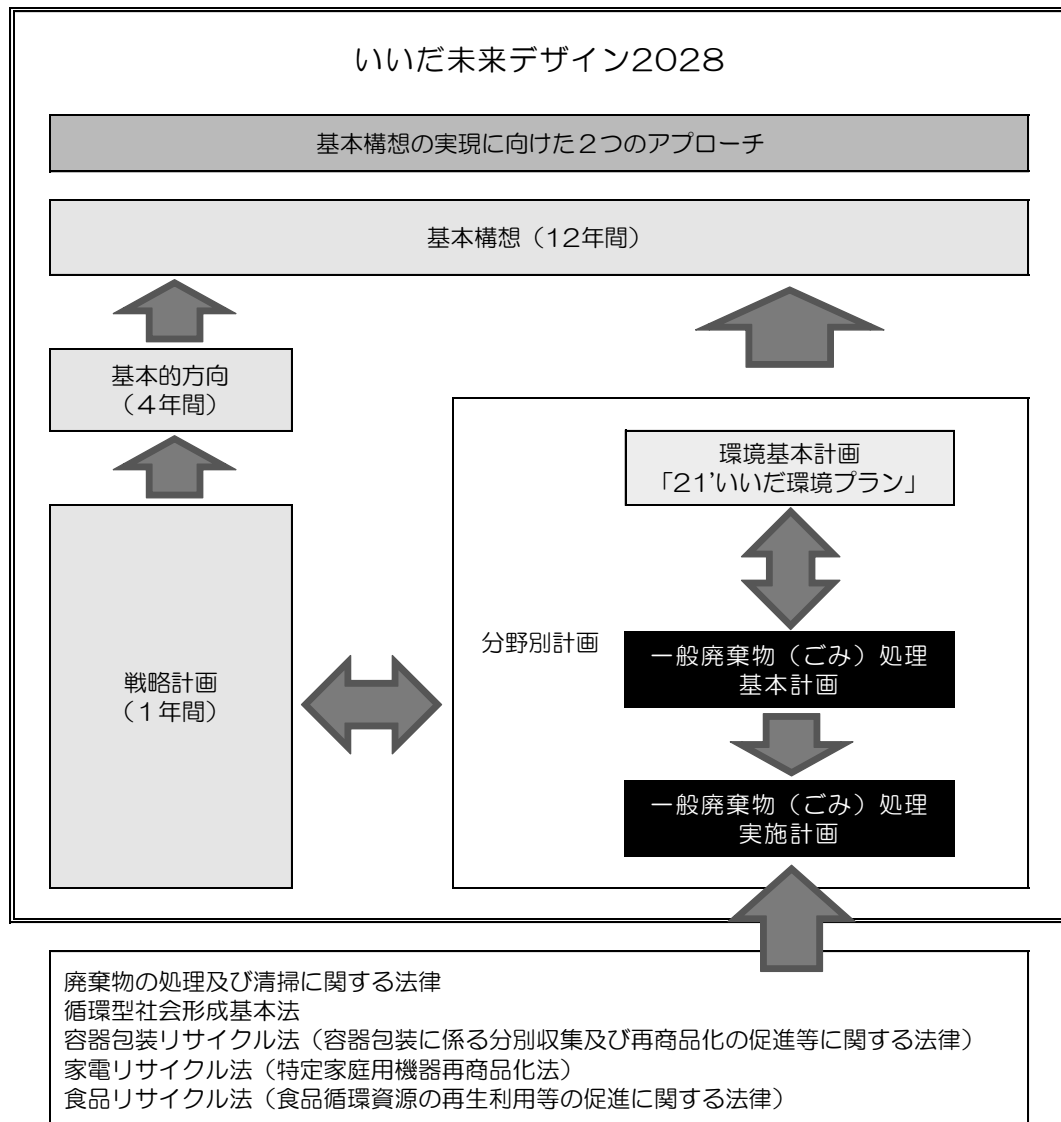 いいだ未来デザイン2028
基本構想の実現に向けた２つのアプローチ
基本構想（12年間）
基本的方向
（４年間）
戦略計画
（１年間）
分野別計画
環境基本計画
「21’いいだ環境プラン」
一般廃棄物（ごみ）処理
基本計画
一般廃棄物（ごみ）処理
実施計画
廃棄物の処理及び清掃に関する法律
循環型社会形成基本法
容器包装リサイクル法（容器包装に係る分別収集及び再商品化の促進等に関する法律）
家電リサイクル法（特定家庭用機器再商品化法）
食品リサイクル法（食品循環資源の再生利用等の促進に関する法律）